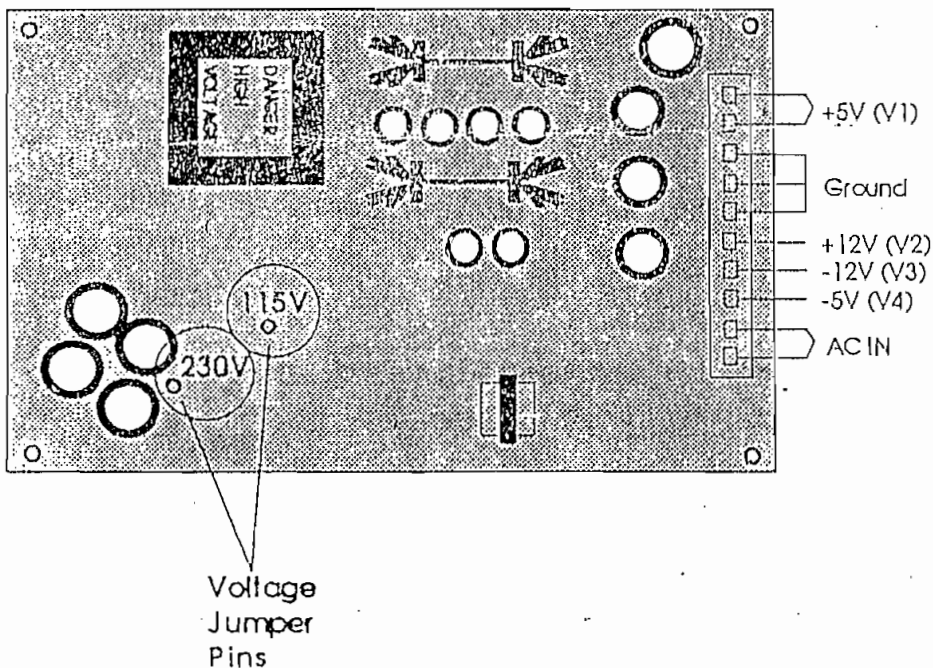 DANGER
HIGH
VOLTAGE
+5V (V1)
Ground
+12V (V2)
-12V (V3)
-5V (V4)
AC IN
115V
230V
Voltage
Jumper
Pins